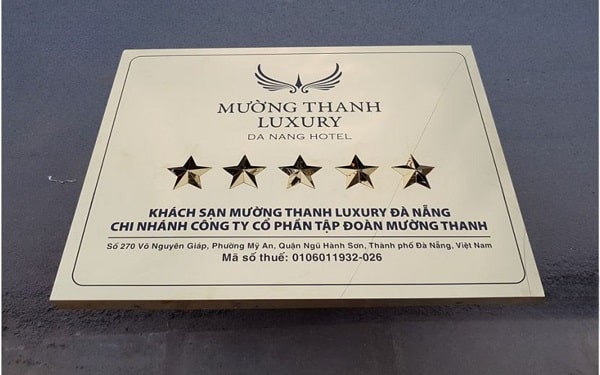 MƯỜNG THANH
LUXURY
DA NANG HOTEL
KHÁCH SẠN MƯỜNG THANH LUXURY ĐÀ NẴNG
CHI NHÁNH CÔNG TY CỔ PHẦN TẬP ĐOÀN MƯỜNG THANH
Số 270 Võ Nguyên Giáp, Phường Mỹ An, Quận Ngũ Hành Sơn, Thành phố Đà Nẵng, Việt Nam
Mã số thuế: 0106011932-026